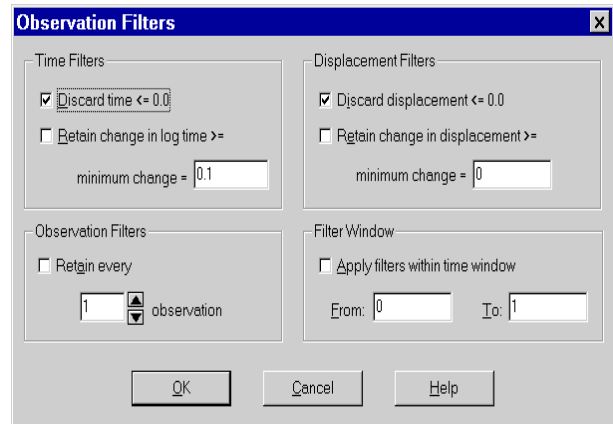 Observation Filters
Time Filters
Discard time <= 0.0
Retain change in log time >=
minimum change = 0.1
Displacement Filters
Discard displacement <= 0.0
Retain change in displacement >=
minimum change = 0
Observation Filters
Retain every
1 observation
Filter Window
Apply filters within time window
From: 0 To: 1
OK Cancel Help